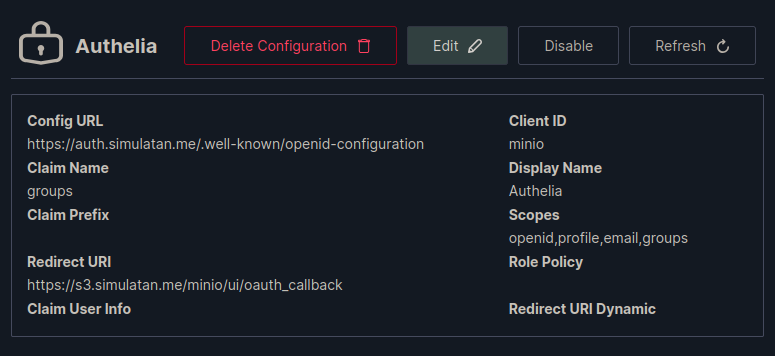 Authelia
Delete Configuration
Edit
Disable
Refresh
Config URL
https://auth.simulatan.me/.well-known/openid-configuration
Client ID
minio
Claim Name
groups
Display Name
Authelia
Claim Prefix
Scopes
openid,profile,email,groups
Redirect URI
https://s3.simulatan.me/minio/ui/oauth_callback
Role Policy
Claim User Info
Redirect URI Dynamic